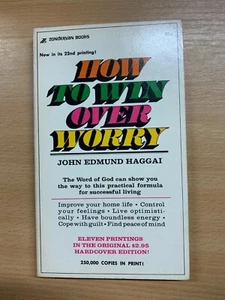 ZONDERVAN BOOKS
Now in its 22nd printing!
HOW
TO WIN
OVER
WORRY
JOHN EDMUND HAGGAI
The Word of God can show you
the way to this practical formula
for successful living
Improve your home life • Control
your feelings • Live optimisti-
cally • Have boundless energy •
Cope with guilt • Find peace of mind
ELEVEN PRINTINGS
IN THE ORIGINAL $2.95
HARDCOVER EDITION!
250,000 COPIES IN PRINT!